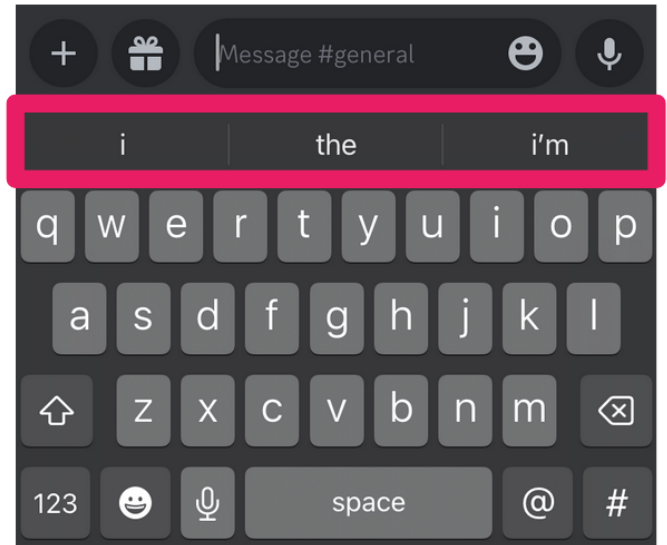 Message #general
i the i'm
q w e r t y u i o p
a s d f g h j k l
z x c v b n m
123 space @ #